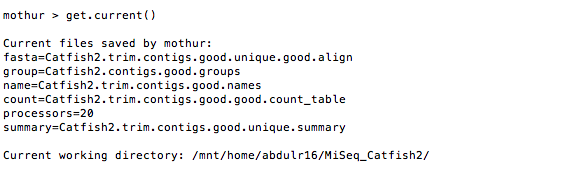 mothur > get.current()
Current files saved by mothur:
fasta=Catfish2.trim.contigs.good.unique.good.align
group=Catfish2.contigs.good.groups
name=Catfish2.trim.contigs.good.names
count=Catfish2.trim.contigs.good.good.count_table
processors=20
summary=Catfish2.trim.contigs.good.unique.summary
Current working directory: /mnt/home/abdulr16/MiSeq_Catfish2/